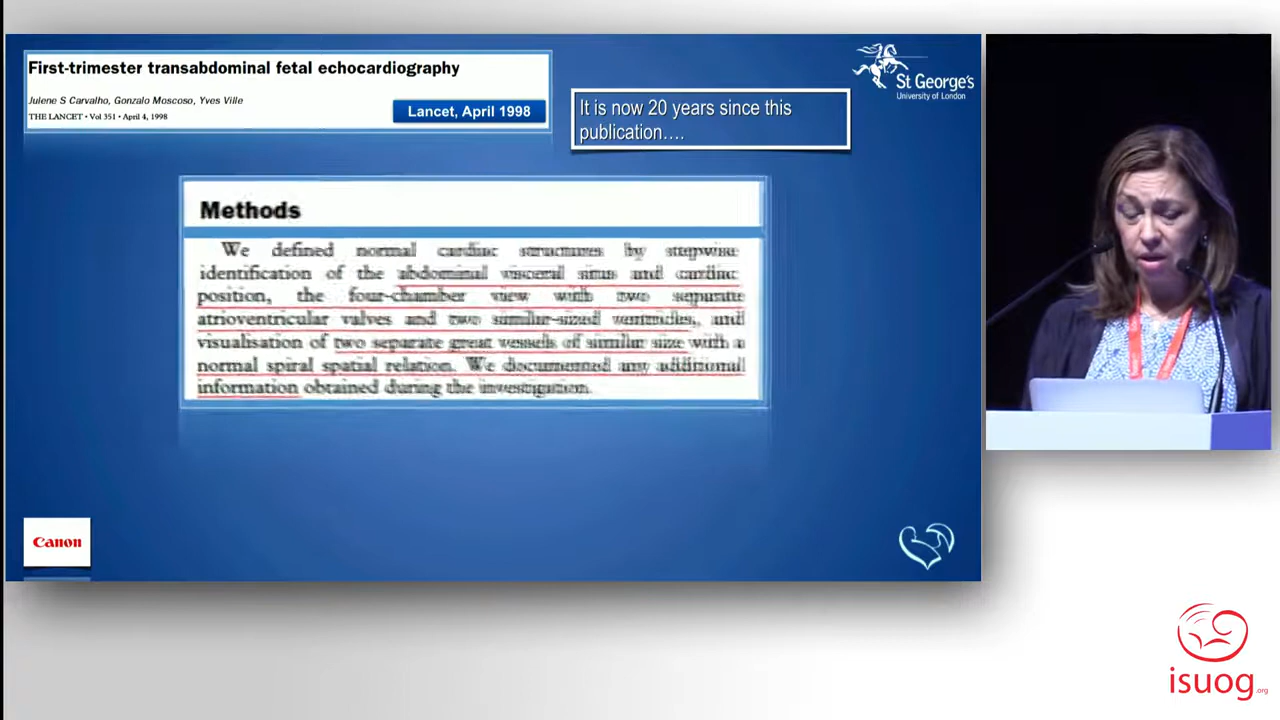 First-trimester transabdominal fetal echocardiography
Julene S Carvalho, Gonzalo Moscoso, Yves Ville
THE LANCET • Vol 351 • April 4, 1998
Lancet, April 1998
It is now 20 years since this
publication….
St George's
University of London
Methods
We defined normal cardiac structures by stepwise
identification of the abdominal visceral situs and cardiac
position, the four-chamber view with two separate
atrioventricular valves and two similar-sized ventricles, and
visualisation of two separate great vessels of similar size with a
normal spiral spatial relation. We documented any additional
information obtained during the investigation.
Canon
isuog.org